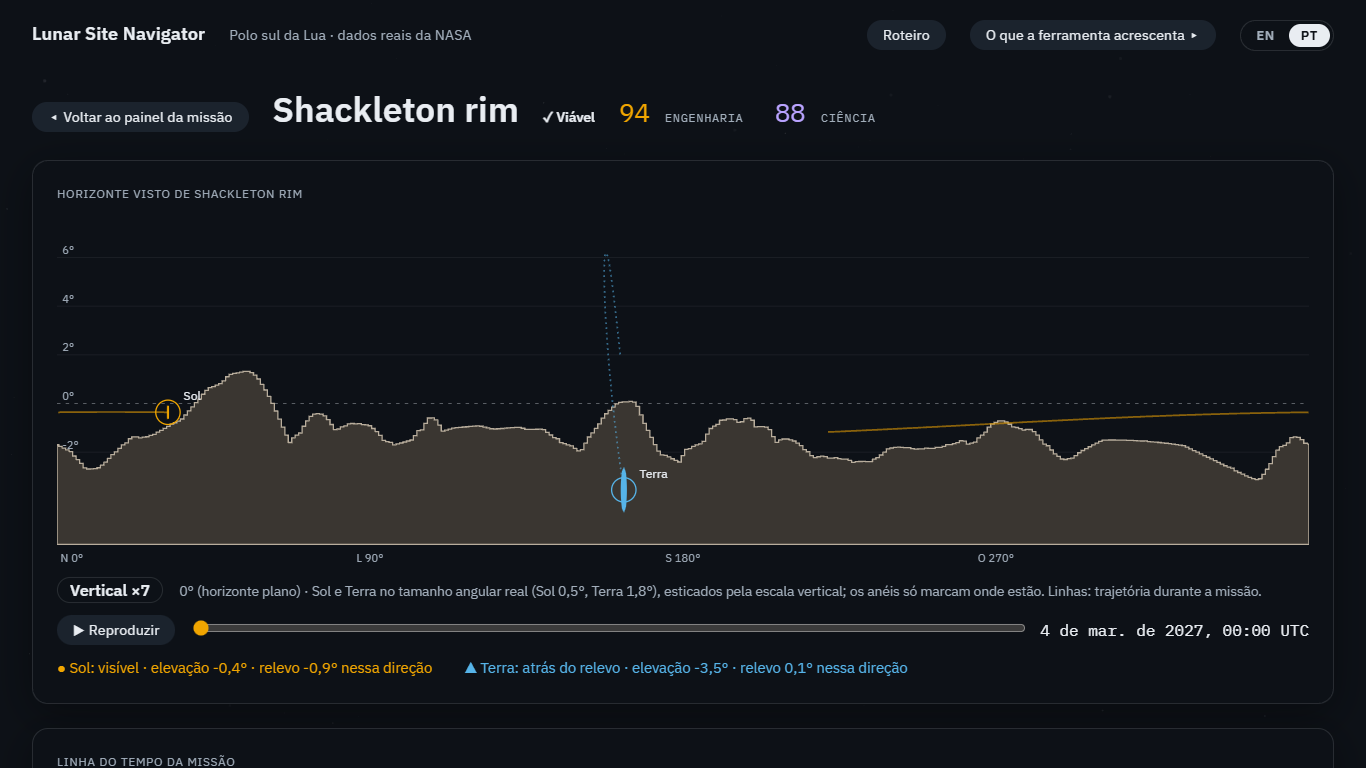 Lunar Site Navigator Polo sul da Lua · dados reais da NASA Roteiro O que a ferramenta acrescenta ▸ EN PT
◂ Voltar ao painel da missão Shackleton rim ✓ Viável 94 ENGENHARIA 88 CIÊNCIA
HORIZONTE VISTO DE SHACKLETON RIM
6°
4°
2°
0°
Sol
-2°
Terra
N 0° L 90° S 180° O 270°
Vertical ×7 0° (horizonte plano) · Sol e Terra no tamanho angular real (Sol 0,5°, Terra 1,8°), esticados pela escala vertical; os anéis só marcam onde estão. Linhas: trajetória durante a missão.
▶ Reproduzir 4 de mar. de 2027, 00:00 UTC
● Sol: visível · elevação -0,4° · relevo -0,9° nessa direção ▲ Terra: atrás do relevo · elevação -3,5° · relevo 0,1° nessa direção
LINHA DO TEMPO DA MISSÃO